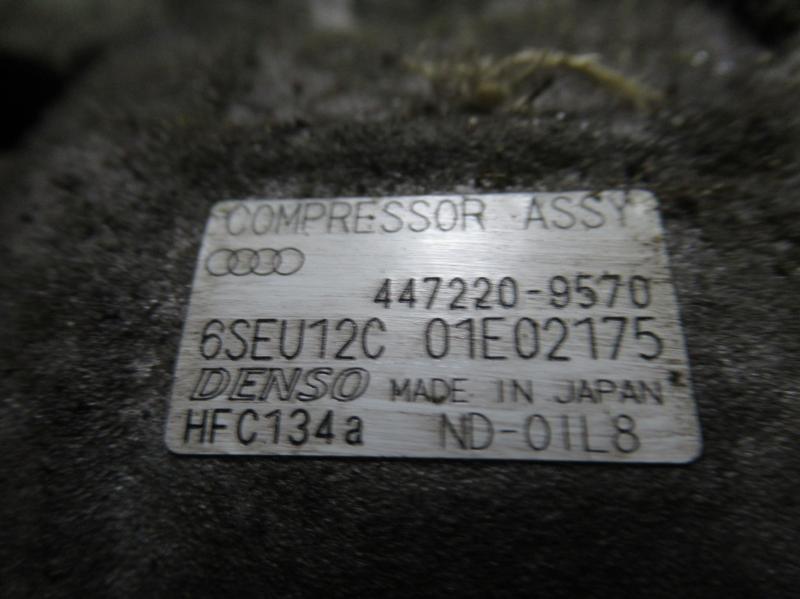 COMPRESSOR ASSY
447220-9570
6SEU12C 01E02175
DENSO MADE IN JAPAN
HFC134a ND-OIL8